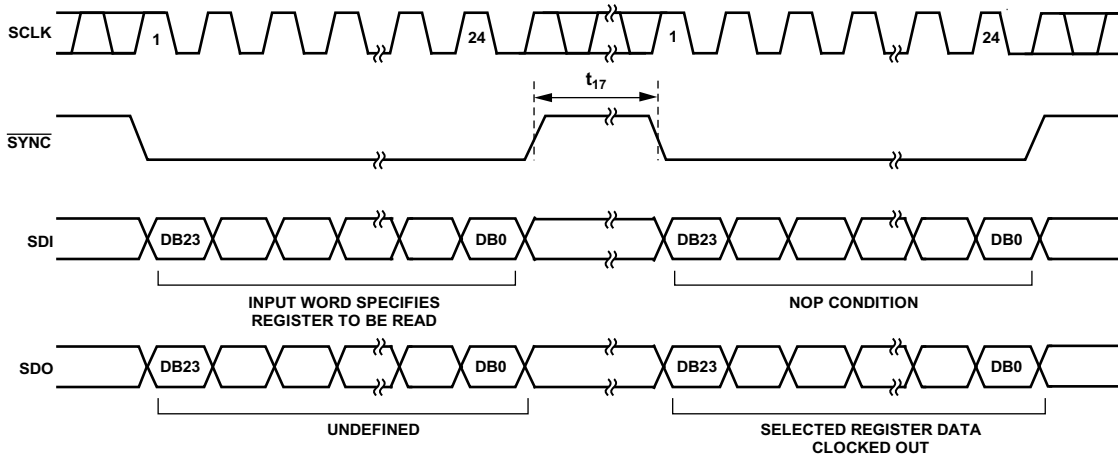 SCLK
1
24
1
24
t17
SYNC
SDI
DB23
DB0
DB23
DB0
INPUT WORD SPECIFIES
REGISTER TO BE READ
NOP CONDITION
SDO
DB23
DB0
DB23
DB0
UNDEFINED
SELECTED REGISTER DATA
CLOCKED OUT